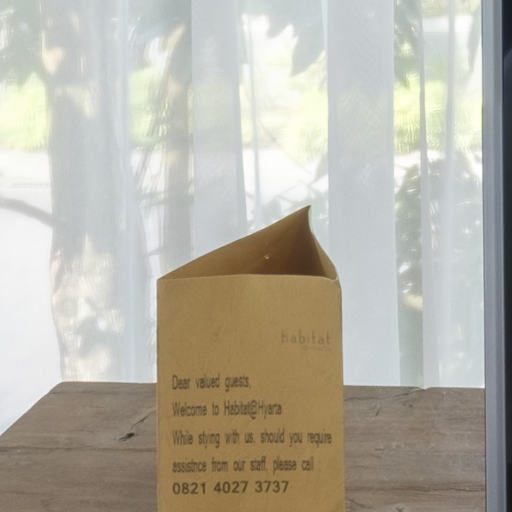 habitat
Dear valued guests,
Welcome to Habitat@Hyarta
While stying with us, should you require
assistnce from our staff, please call
0821 4027 3737